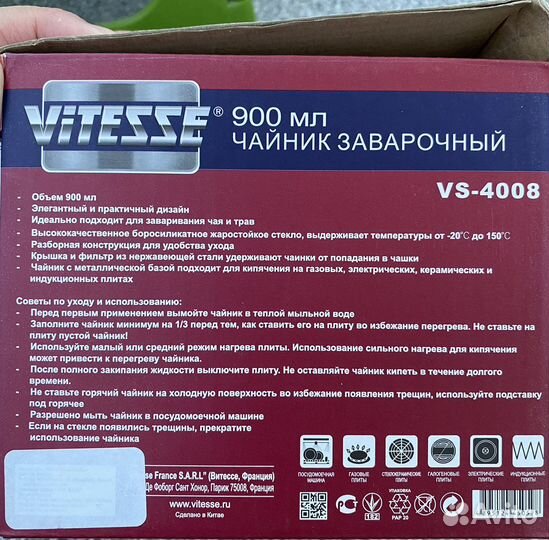 ViTESSE®
900 мл
ЧАЙНИК ЗАВАРОЧНЫЙ
VS-4008
- Объем 900 мл
- Элегантный и практичный дизайн
- Идеально подходит для заваривания чая и трав
- Высококачественное боросиликатное жаростойкое стекло, выдерживает температуры от -20°С до 150°С
- Разборная конструкция для удобства ухода
- Крышка и фильтр из нержавеющей стали удерживают чаинки от попадания в чашки
- Чайник с металлической базой подходит для кипячения на газовых, электрических, керамических и
индукционных плитах
Советы по уходу и использованию:
- Перед первым применением вымойте чайник в теплой мыльной воде
- Заполните чайник минимум на 1/3 перед тем, как ставить его на плиту во избежание перегрева. Не ставьте на
плиту пустой чайник!
- Используйте малый или средний режим нагрева плиты. Использование сильного нагрева для кипячения
может привести к перегреву чайника.
- После полного закипания жидкости выключите плиту. Не оставляйте чайник кипеть в течение долгого
времени.
- Не ставьте горячий чайник на холодную поверхность во избежание появления трещин, используйте подставку
под горячее
- Разрешено мыть чайник в посудомоечной машине
- Если на стекле появились трещины, прекратите
использование чайника
ПОСУДОМОЕЧНАЯ
МАШИНА
ГАЗОВЫЕ
ПЛИТЫ
СТЕКЛОКЕРАМИЧЕСКИЕ
ПЛИТЫ
ГАЛОГЕНОВЫЕ
ПЛИТЫ
ЭЛЕКТРИЧЕСКИЕ
ПЛИТЫ
ИНДУКЦИОННЫЕ
ПЛИТЫ
se France S.A.R.L" (Витессе, Франция)
Де Фоборг Сант Хонор, Париж 75008, Франция
www.vitesse.ru
Сделано в Китае
УПАКОВКА
PAP 20
Avito